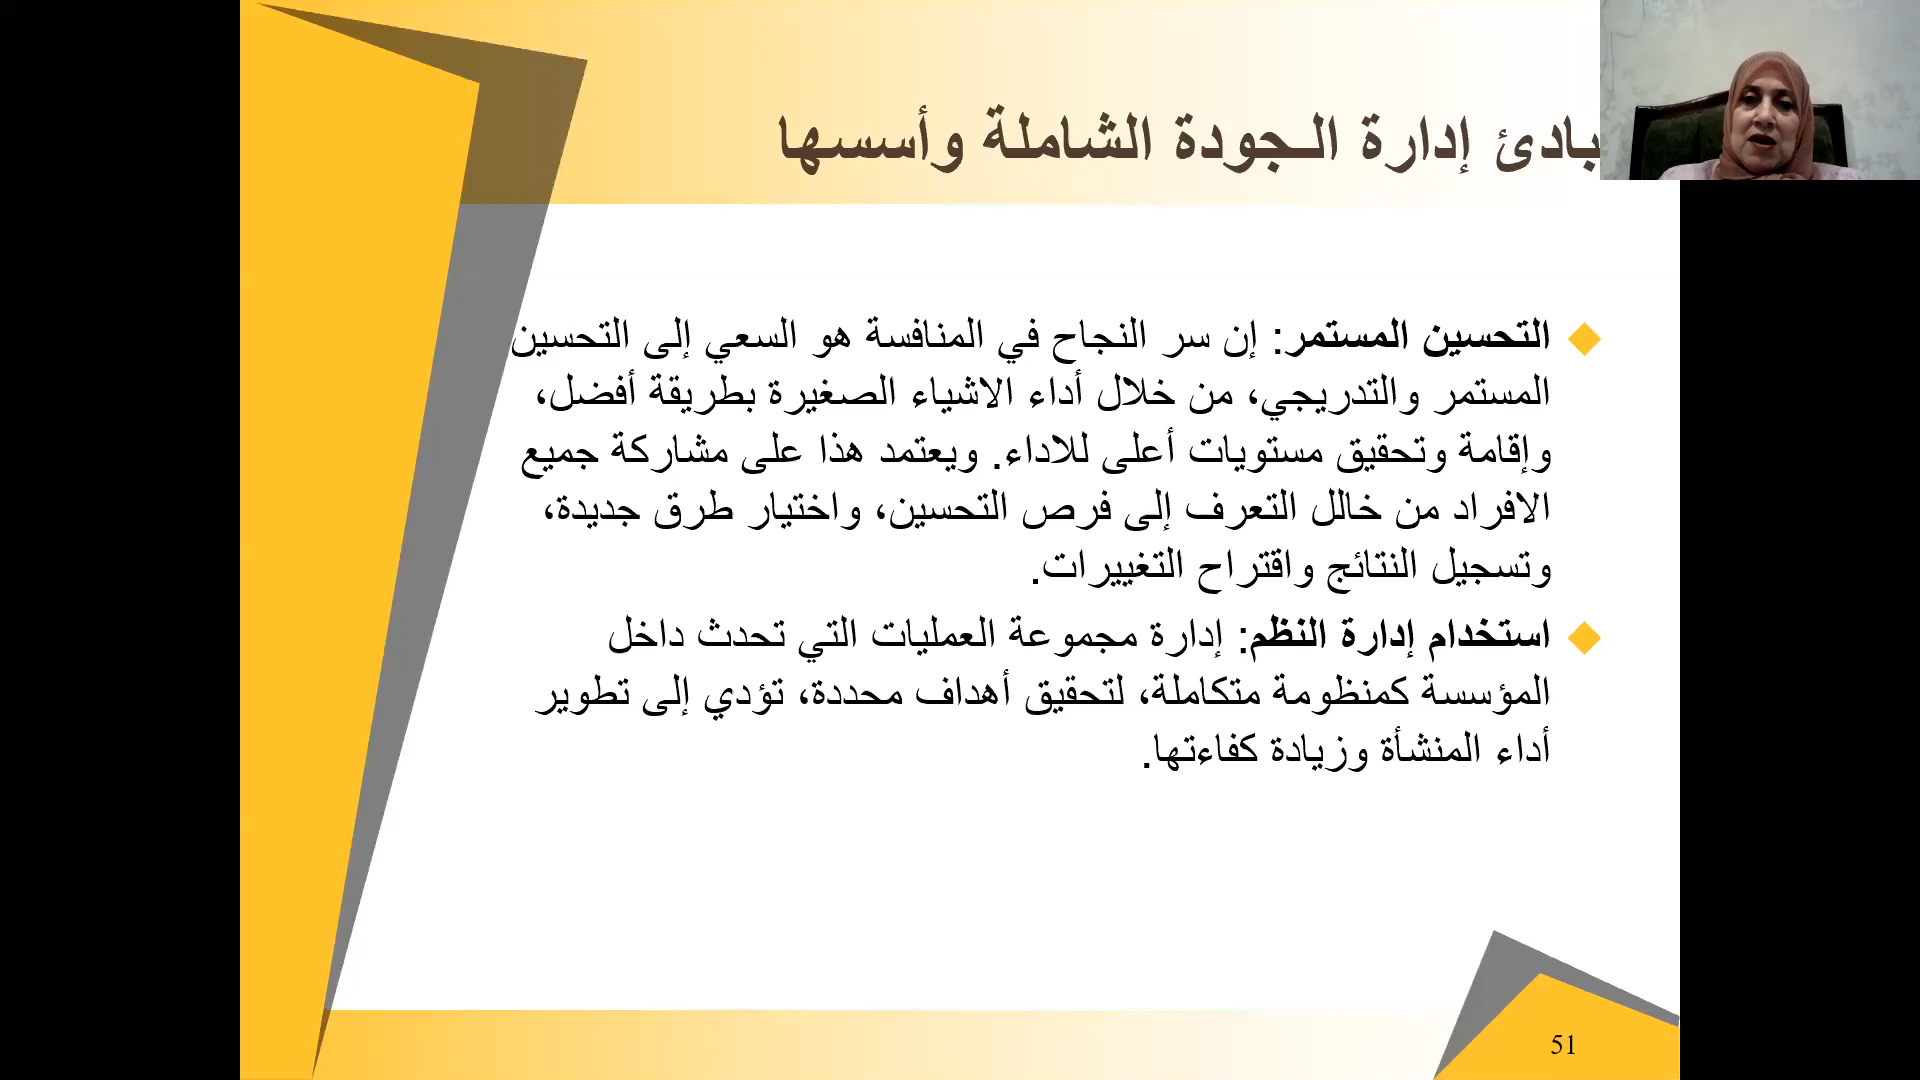 بادئ إدارة الـجودة الشاملة وأسسها
التحسين المستمر: إن سر النجاح في المنافسة هو السعي إلى التحسين
المستمر والتدريجي، من خلال أداء الاشياء الصغيرة بطريقة أفضل،
وإقامة وتحقيق مستويات أعلى للاداء. ويعتمد هذا على مشاركة جميع
الافراد من خالل التعرف إلى فرص التحسين، واختيار طرق جديدة،
وتسجيل النتائج واقتراح التغييرات.
استخدام إدارة النظم: إدارة مجموعة العمليات التي تحدث داخل
المؤسسة كمنظومة متكاملة، لتحقيق أهداف محددة، تؤدي إلى تطوير
أداء المنشأة وزيادة كفاءتها.
51